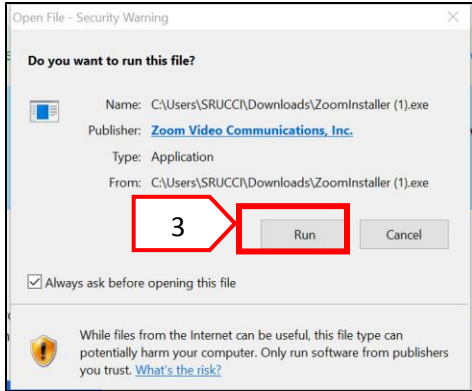 Open File - Security Warning
Do you want to run this file?
Name: C:\Users\SRUCCI\Downloads\ZoomInstaller (1).exe
Publisher: Zoom Video Communications, Inc.
Type: Application
From: C:\Users\SRUCCI\Downloads\ZoomInstaller (1).exe
3
Run Cancel
Always ask before opening this file
While files from the Internet can be useful, this file type can
potentially harm your computer. Only run software from publishers
you trust. What's the risk?